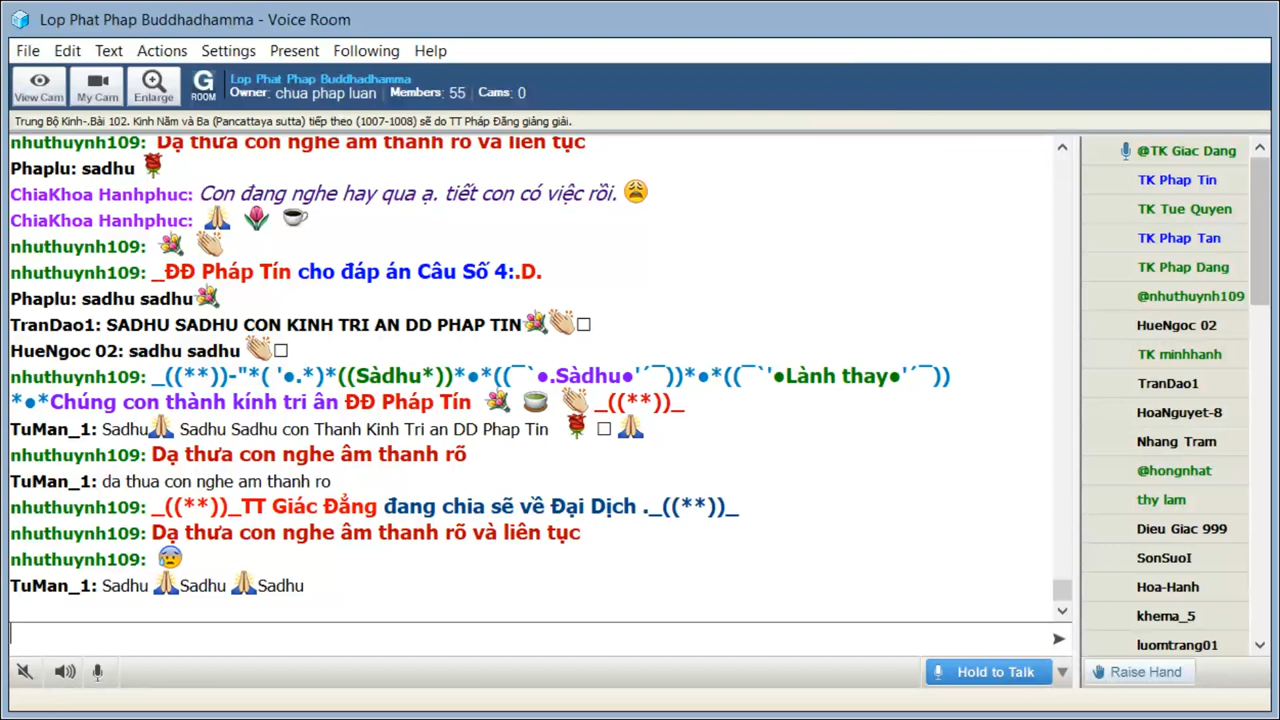 Lop Phat Phap Buddhadhamma - Voice Room
File Edit Text Actions Settings Present Following Help
View Cam My Cam Enlarge G ROOM
Lop Phat Phap Buddhadhamma
Owner: chua phap luan Members: 55 Cams: 0
Trung Bộ Kinh-.Bài 102. Kinh Năm và Ba (Pancattaya sutta) tiếp theo (1007-1008) sẽ do TT Pháp Đăng giảng giải.
nhuthuynh109: Dạ thưa con nghe âm thanh rõ và liên tục
Phaplu: sadhu
ChiaKhoa Hanhphuc: Con đang nghe hay qua ạ. tiết con có việc rồi.
ChiaKhoa Hanhphuc:
nhuthuynh109:
nhuthuynh109: _ĐĐ Pháp Tín cho đáp án Câu Số 4:.D.
Phaplu: sadhu sadhu
TranDao1: SADHU SADHU CON KINH TRI AN DD PHAP TIN
HueNgoc 02: sadhu sadhu
nhuthuynh109: _((**))-"*( '●.*)*((Sàdhu*))*●*((¯`●.Sàdhu●'´¯))*●*((¯`'●Lành thay●'´¯))
*●*Chúng con thành kính tri ân ĐĐ Pháp Tín _((**))_
TuMan_1: Sadhu Sadhu Sadhu con Thanh Kinh Tri an DD Phap Tin
nhuthuynh109: Dạ thưa con nghe âm thanh rõ
TuMan_1: da thua con nghe am thanh ro
nhuthuynh109: _((**))_TT Giác Đẳng đang chia sẽ về Đại Dịch ._((**))_
nhuthuynh109: Dạ thưa con nghe âm thanh rõ và liên tục
nhuthuynh109:
TuMan_1: Sadhu Sadhu Sadhu
Hold to Talk
@TK Giac Dang
TK Phap Tin
TK Tue Quyen
TK Phap Tan
TK Phap Dang
@nhuthuynh109
HueNgoc 02
TK minhhanh
TranDao1
HoaNguyet-8
Nhang Tram
@hongnhat
thy lam
Dieu Giac 999
SonSuoI
Hoa-Hanh
khema_5
luomtrang01
Raise Hand